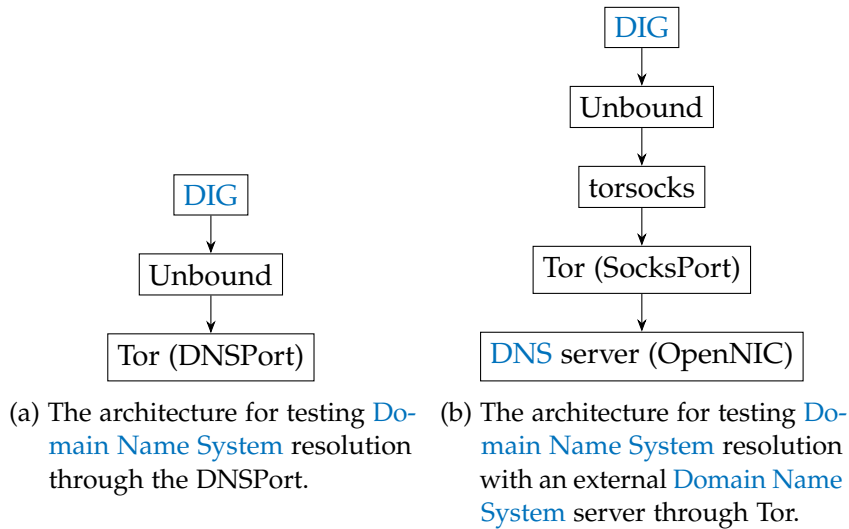 DIG
Unbound
Tor (DNSPort)
(a) The architecture for testing Do-
main Name System resolution
through the DNSPort.
DIG
Unbound
torsocks
Tor (SocksPort)
DNS server (OpenNIC)
(b) The architecture for testing Do-
main Name System resolution
with an external Domain Name
System server through Tor.